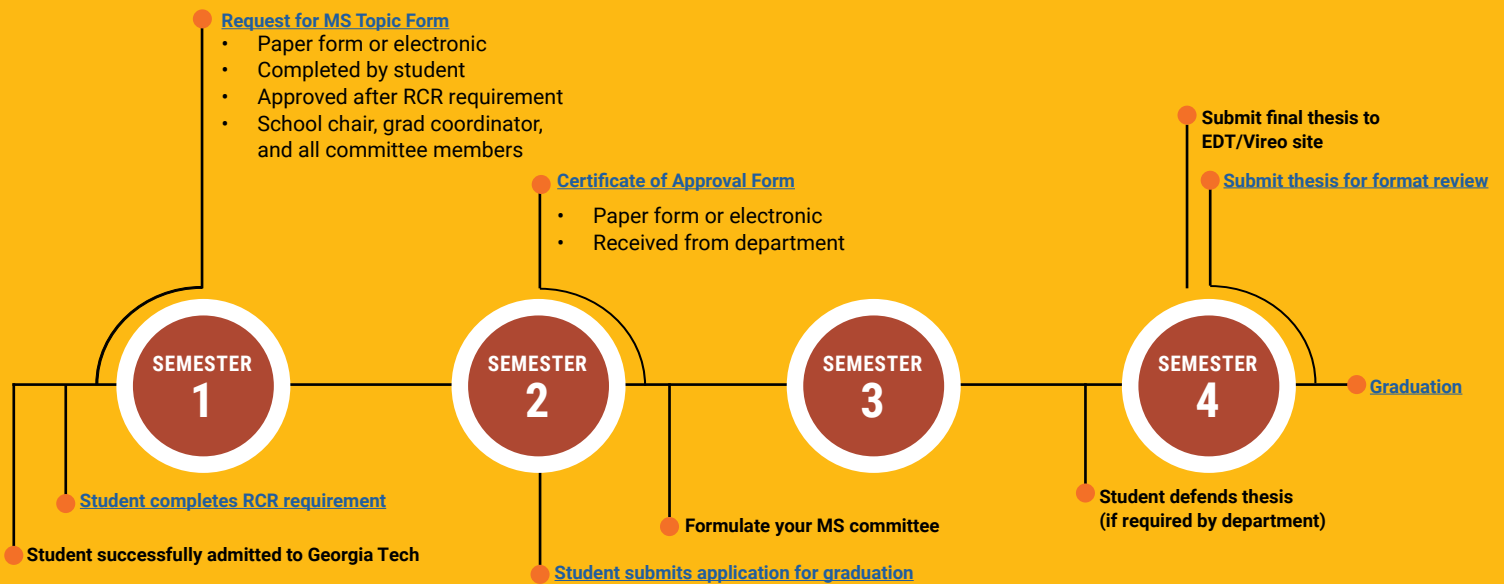 Request for MS Topic Form
• Paper form or electronic
• Completed by student
• Approved after RCR requirement
• School chair, grad coordinator,
and all committee members
Certificate of Approval Form
• Paper form or electronic
• Received from department
Submit final thesis to
EDT/Vireo site
Submit thesis for format review
SEMESTER
1
SEMESTER
2
SEMESTER
3
SEMESTER
4
Graduation
Student completes RCR requirement
Student successfully admitted to Georgia Tech
Formulate your MS committee
Student submits application for graduation
Student defends thesis
(if required by department)